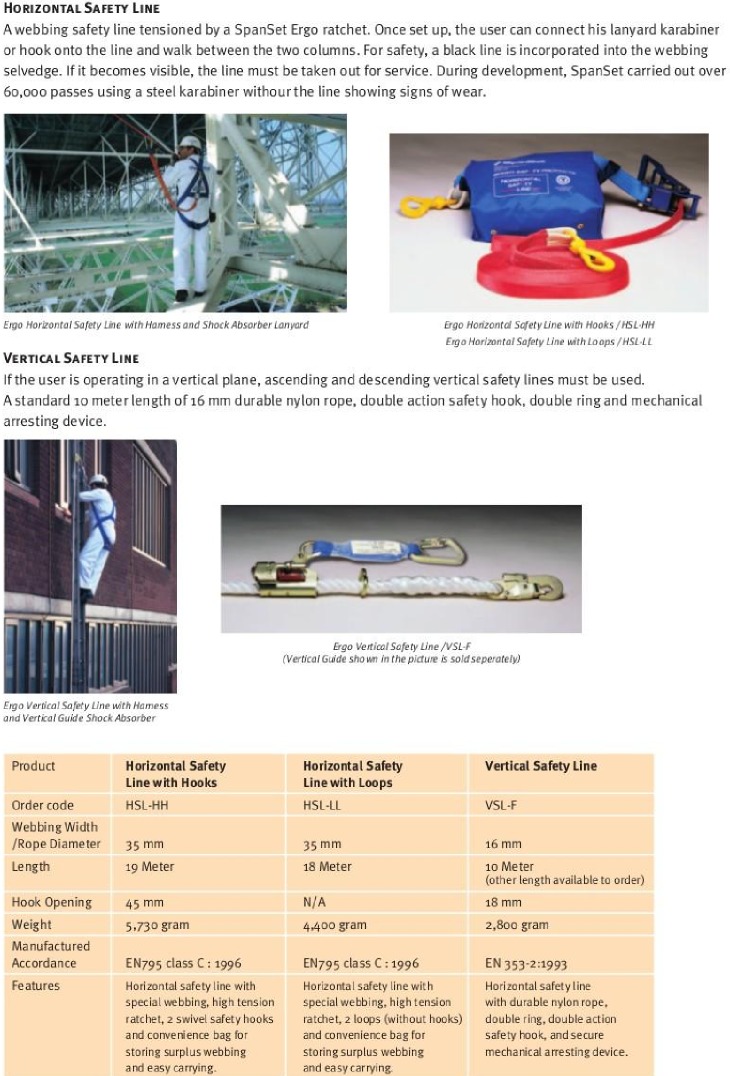 HORIZONTAL SAFETY LINE
A webbing safety line tensioned by a SpanSet Ergo ratchet. Once set up, the user can connect his lanyard karabiner
or hook onto the line and walk between the two columns. For safety, a black line is incorporated into the webbing
selvedge. If it becomes visible, the line must be taken out for service. During development, SpanSet carried out over
60,000 passes using a steel karabiner withour the line showing signs of wear.
HORIZONTAL
SAFETY
LINE
Ergo Horizontal Safety Line with Harness and Shock Absorber Lanyard
Ergo Horizontal Safety Line with Hooks / HSL-HH
Ergo Horizontal Safety Line with Loops / HSL-LL
VERTICAL SAFETY LINE
If the user is operating in a vertical plane, ascending and descending vertical safety lines must be used.
A standard 10 meter length of 16 mm durable nylon rope, double action safety hook, double ring and mechanical
arresting device.
Ergo Vertical Safety Line /VSL-F
(Vertical Guide shown in the picture is sold seperately)
Ergo Vertical Safety Line with Harness
and Vertical Guide Shock Absorber
Product Horizontal Safety Horizontal Safety Vertical Safety Line
Line with Hooks Line with Loops
Order code HSL-HH HSL-LL VSL-F
Webbing Width
/Rope Diameter 35 mm 35 mm 16 mm
Length 19 Meter 18 Meter 10 Meter
(other length available to order)
Hook Opening 45 mm N/A 18 mm
Weight 5,730 gram 4,400 gram 2,800 gram
Manufactured
Accordance EN795 class C : 1996 EN795 class C : 1996 EN 353-2:1993
Features Horizontal safety line with Horizontal safety line with Horizontal safety line
special webbing, high tension special webbing, high tension with durable nylon rope,
ratchet, 2 swivel safety hooks ratchet, 2 loops (without hooks) double ring, double action
and convenience bag for and convenience bag for safety hook, and secure
storing surplus webbing storing surplus webbing mechanical arresting device.
and easy carrying. and easy carrying.